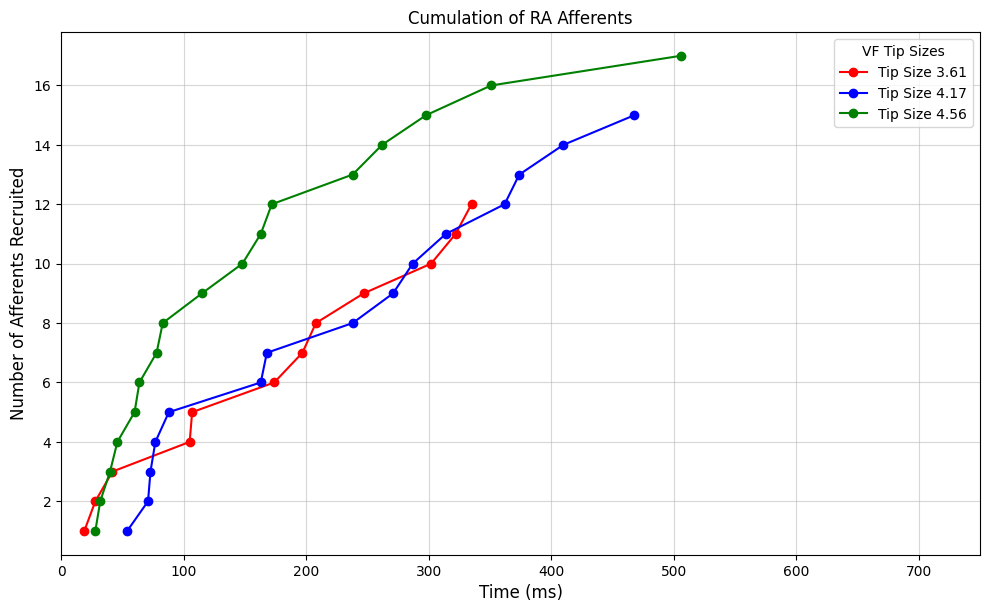 Cumulation of RA Afferents
VF Tip Sizes
Tip Size 3.61
Tip Size 4.17
Tip Size 4.56
Number of Afferents Recruited
16
14
12
10
8
6
4
2
0 100 200 300 400 500 600 700
Time (ms)